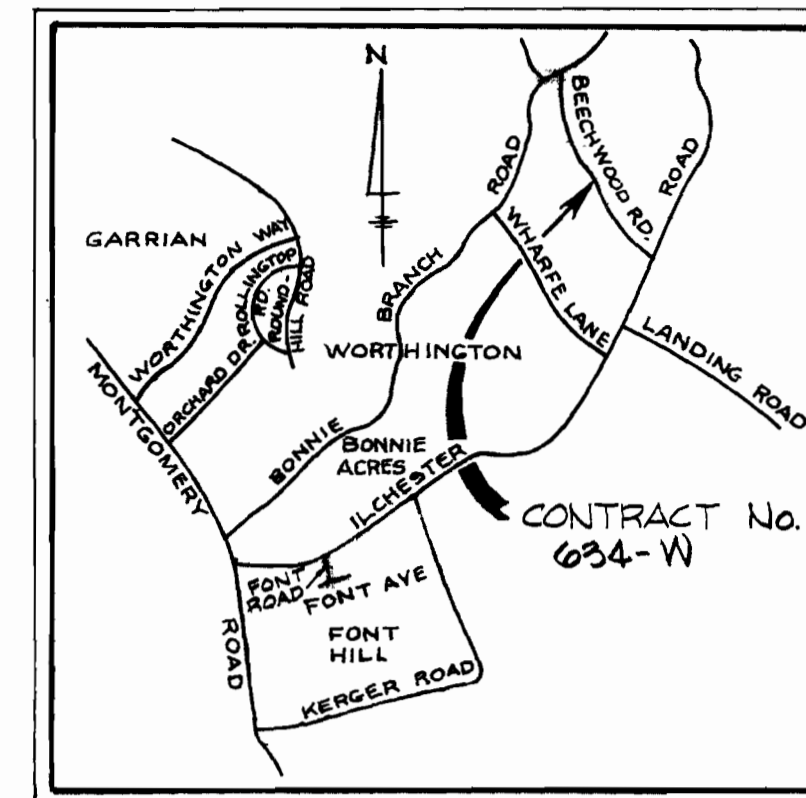 N
BEECHWOOD RD.
ROAD
BONNIE BRANCH ROAD
WHARFE LANE
GARRIAN
WORTHINGTON WAY
ROLLINGTOP RD.
ROUND-HILL ROAD
ORCHARD DR.
WORTHINGTON
LANDING ROAD
MONTGOMERY ROAD
BONNIE
ACRES
ILCHESTER
CONTRACT No.
634-W
FONT
ROAD
FONT AVE
FONT
HILL
KERGER ROAD